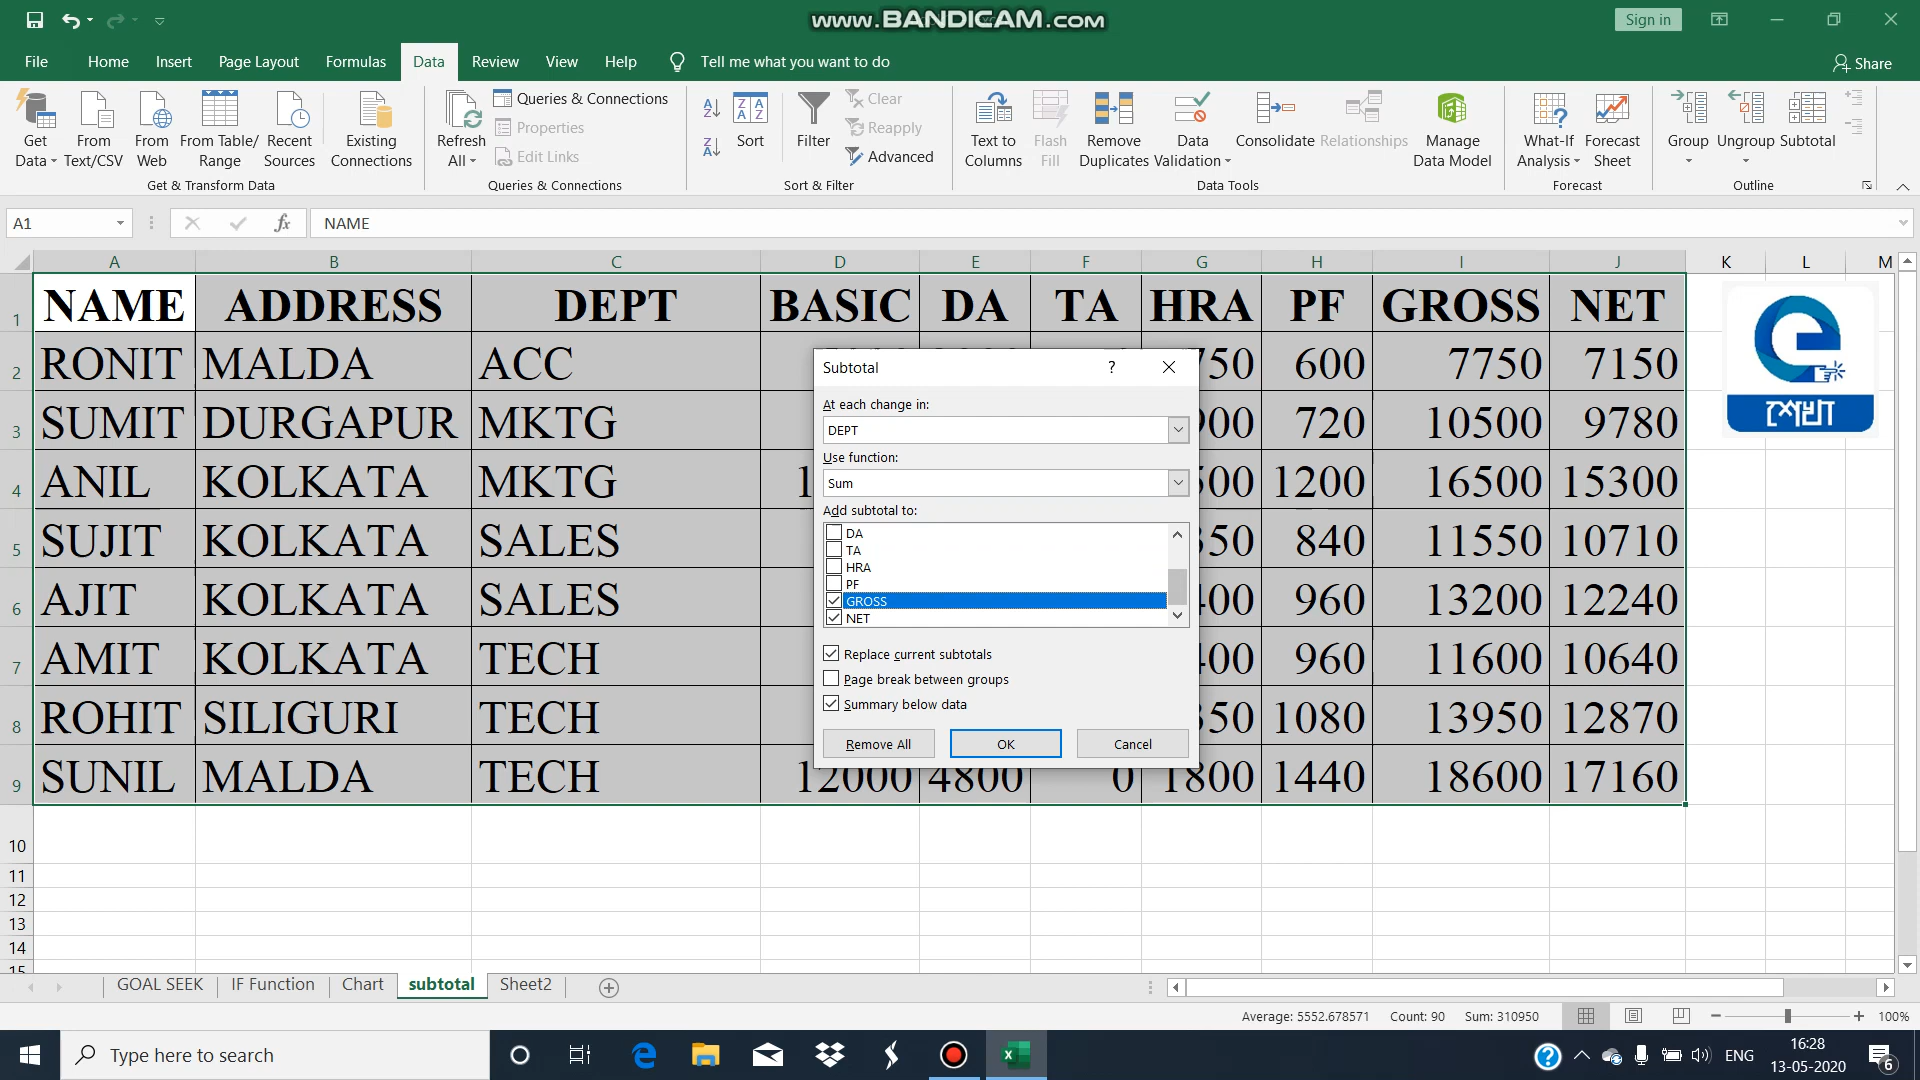 www.BANDICAM.com
Sign in
File Home Insert Page Layout Formulas Data Review View Help Tell me what you want to do Share
Get Data From Text/CSV From Web From Table/ Range Recent Sources Existing Connections
Get & Transform Data
Refresh All Queries & Connections Properties Edit Links
Queries & Connections
Sort Filter Clear Reapply Advanced
Sort & Filter
Text to Columns Flash Fill Remove Duplicates Data Validation Consolidate Relationships Manage Data Model
Data Tools
What-If Analysis Forecast Sheet
Forecast
Group Ungroup Subtotal
Outline
A1 fx NAME
A B C D E F G H I J K L M
1 NAME ADDRESS DEPT BASIC DA TA HRA PF GROSS NET
2 RONIT MALDA ACC 750 600 7750 7150
3 SUMIT DURGAPUR MKTG 720 10500 9780
4 ANIL KOLKATA MKTG 1200 16500 15300
5 SUJIT KOLKATA SALES 840 11550 10710
6 AJIT KOLKATA SALES 960 13200 12240
7 AMIT KOLKATA TECH 960 11600 10640
8 ROHIT SILIGURI TECH 1080 13950 12870
9 SUNIL MALDA TECH 12000 4800 0 1800 1440 18600 17160
10
11
12
13
14
15
e শেখা
Subtotal ?
At each change in:
DEPT
Use function:
Sum
Add subtotal to:
DA
TA
HRA
PF
GROSS
NET
Replace current subtotals
Page break between groups
Summary below data
Remove All OK Cancel
GOAL SEEK IF Function Chart subtotal Sheet2
Average: 5552.678571 Count: 90 Sum: 310950 100%
Type here to search
ENG
16:28
13-05-2020
6